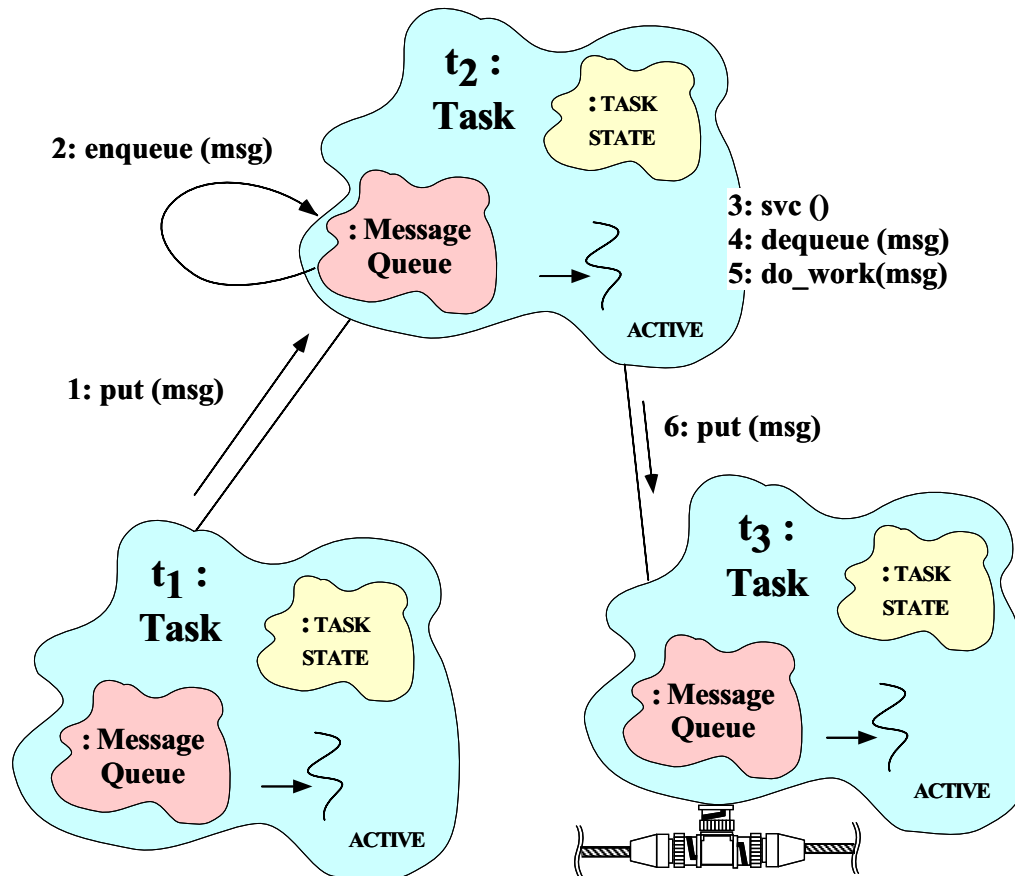 t2 :
Task
: TASK
STATE
2: enqueue (msg)
: Message
Queue
3: svc ()
4: dequeue (msg)
5: do_work(msg)
ACTIVE
1: put (msg)
6: put (msg)
t1 :
Task
: TASK
STATE
: Message
Queue
ACTIVE
t3 :
Task
: TASK
STATE
: Message
Queue
ACTIVE